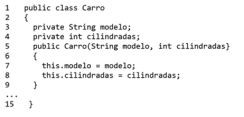 1 public class Carro
2 {
3 private String modelo;
4 private int cilindradas;
5 public Carro(String modelo, int cilindradas)
6 {
7 this.modelo = modelo;
8 this.cilindradas = cilindradas;
9 }
...
15 }